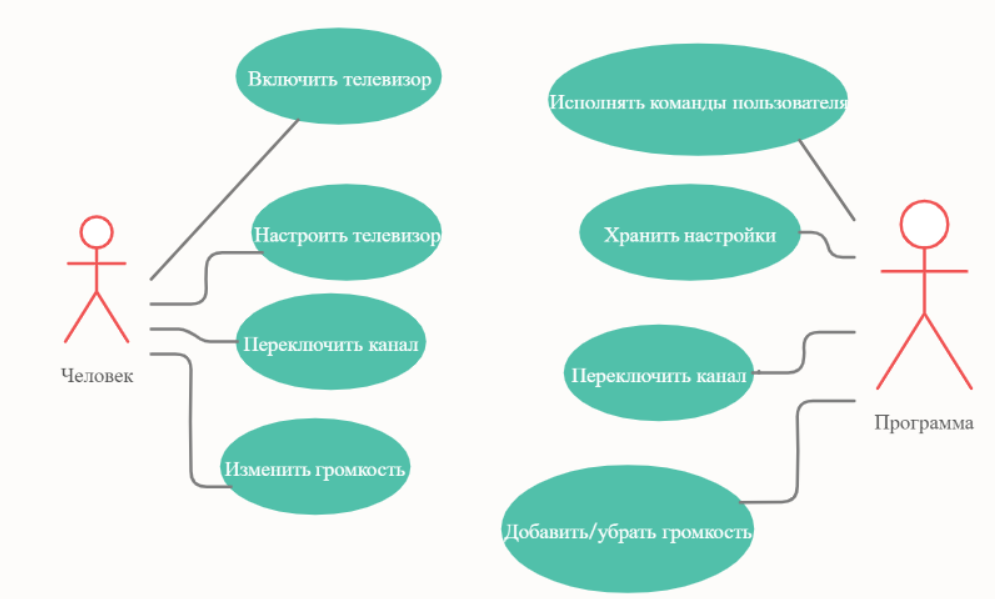 Включить телевизор
Настроить телевизор
Переключить канал
Изменить громкость
Человек
Исполнять команды пользователя
Хранить настройки
Переключить канал
Добавить/убрать громкость
Программа